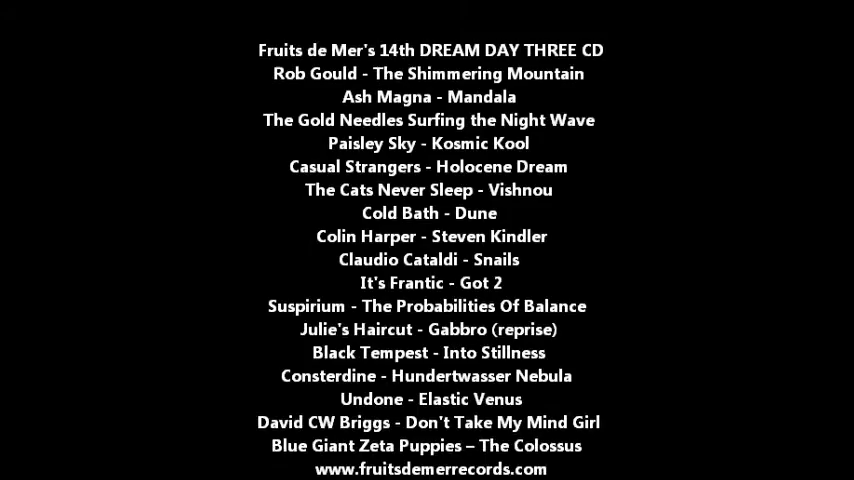 Fruits de Mer's 14th DREAM DAY THREE CD
Rob Gould - The Shimmering Mountain
Ash Magna - Mandala
The Gold Needles Surfing the Night Wave
Paisley Sky - Kosmic Kool
Casual Strangers - Holocene Dream
The Cats Never Sleep - Vishnou
Cold Bath - Dune
Colin Harper - Steven Kindler
Claudio Cataldi - Snails
It's Frantic - Got 2
Suspirium - The Probabilities Of Balance
Julie's Haircut - Gabbro (reprise)
Black Tempest - Into Stillness
Consterdine - Hundertwasser Nebula
Undone - Elastic Venus
David CW Briggs - Don't Take My Mind Girl
Blue Giant Zeta Puppies – The Colossus
www.fruitsdemerrecords.com